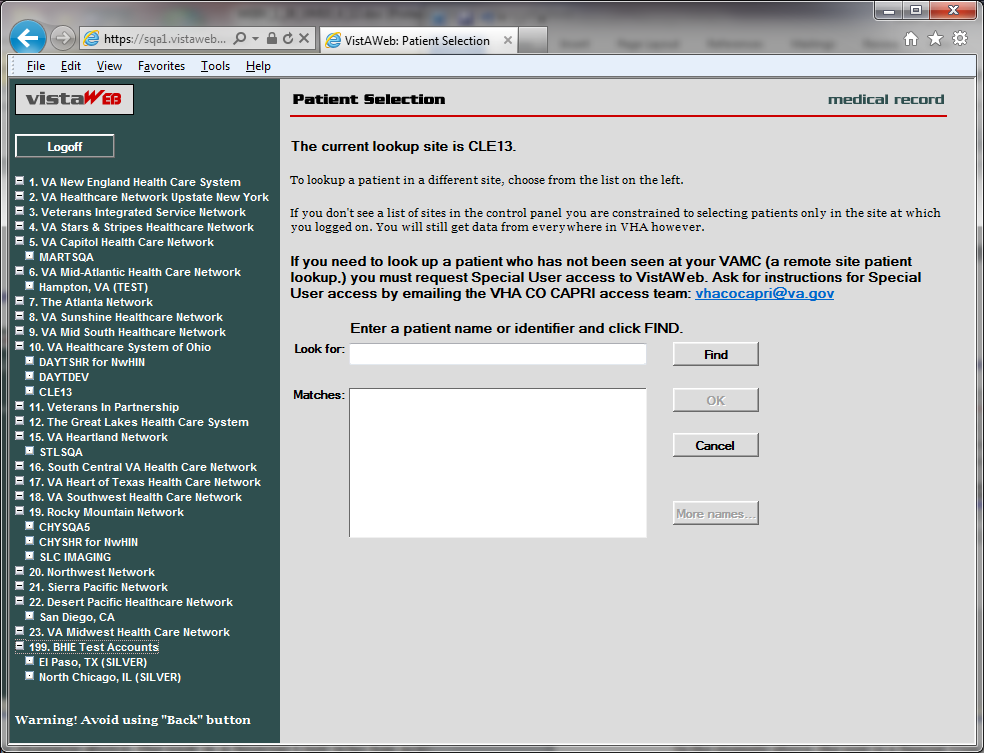 https://sqa1.vistaweb...
VistAWeb: Patient Selection
File Edit View Favorites Tools Help
vistaWEB
Logoff
1. VA New England Health Care System
2. VA Healthcare Network Upstate New York
3. Veterans Integrated Service Network
4. VA Stars & Stripes Healthcare Network
5. VA Capitol Health Care Network
MARTSQA
6. VA Mid-Atlantic Health Care Network
Hampton, VA (TEST)
7. The Atlanta Network
8. VA Sunshine Healthcare Network
9. VA Mid South Healthcare Network
10. VA Healthcare System of Ohio
DAYTSHR for NwHIN
DAYTDEV
CLE13
11. Veterans In Partnership
12. The Great Lakes Health Care System
15. VA Heartland Network
STLSQA
16. South Central VA Health Care Network
17. VA Heart of Texas Health Care Network
18. VA Southwest Health Care Network
19. Rocky Mountain Network
CHYSQA5
CHYSHR for NwHIN
SLC IMAGING
20. Northwest Network
21. Sierra Pacific Network
22. Desert Pacific Healthcare Network
San Diego, CA
23. VA Midwest Health Care Network
199. BHIE Test Accounts
El Paso, TX (SILVER)
North Chicago, IL (SILVER)
Warning! Avoid using "Back" button
Patient Selection
medical record
The current lookup site is CLE13.
To lookup a patient in a different site, choose from the list on the left.
If you don't see a list of sites in the control panel you are constrained to selecting patients only in the site at which
you logged on. You will still get data from everywhere in VHA however.
If you need to look up a patient who has not been seen at your VAMC (a remote site patient
lookup,) you must request Special User access to VistAWeb. Ask for instructions for Special
User access by emailing the VHA CO CAPRI access team: vhacocapri@va.gov
Enter a patient name or identifier and click FIND.
Look for:
Find
Matches:
OK
Cancel
More names...